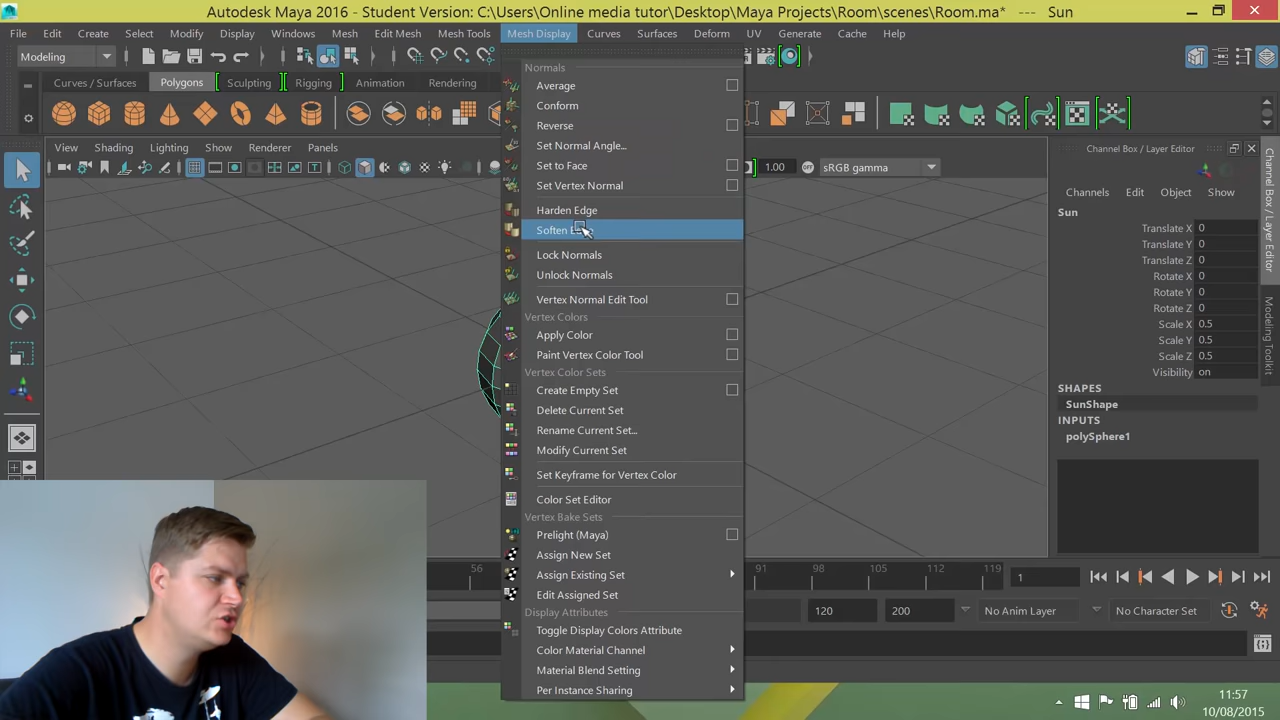 Autodesk Maya 2016 - Student Version: C:\Users\Online media tutor\Desktop\Maya Projects\Room\scenes\Room.ma* - Sun
File Edit Create Select Modify Display Windows Mesh Edit Mesh Mesh Tools Mesh Display Curves Surfaces Deform UV Generate Cache Help
Modeling
Curves / Surfaces Polygons Sculpting Rigging Animation Rendering
View Shading Lighting Show Renderer Panels
1.00 sRGB gamma
Normals
Average
Conform
Reverse
Set Normal Angle...
Set to Face
Set Vertex Normal
Harden Edge
Soften Edge
Lock Normals
Unlock Normals
Vertex Normal Edit Tool
Vertex Colors
Apply Color
Paint Vertex Color Tool
Vertex Color Sets
Create Empty Set
Delete Current Set
Rename Current Set...
Modify Current Set
Set Keyframe for Vertex Color
Color Set Editor
Vertex Bake Sets
Prelight (Maya)
Assign New Set
Assign Existing Set
Edit Assigned Set
Display Attributes
Toggle Display Colors Attribute
Color Material Channel
Material Blend Setting
Per Instance Sharing
Channel Box / Layer Editor
Channels Edit Object Show
Sun
Translate X 0
Translate Y 0
Translate Z 0
Rotate X 0
Rotate Y 0
Rotate Z 0
Scale X 0.5
Scale Y 0.5
Scale Z 0.5
Visibility on
SHAPES
SunShape
INPUTS
polySphere1
Channel Box / Layer Editor
Modeling Toolkit
56 91 98 105 112 119 1
120 200 No Anim Layer No Character Set
11:57
10/08/2015